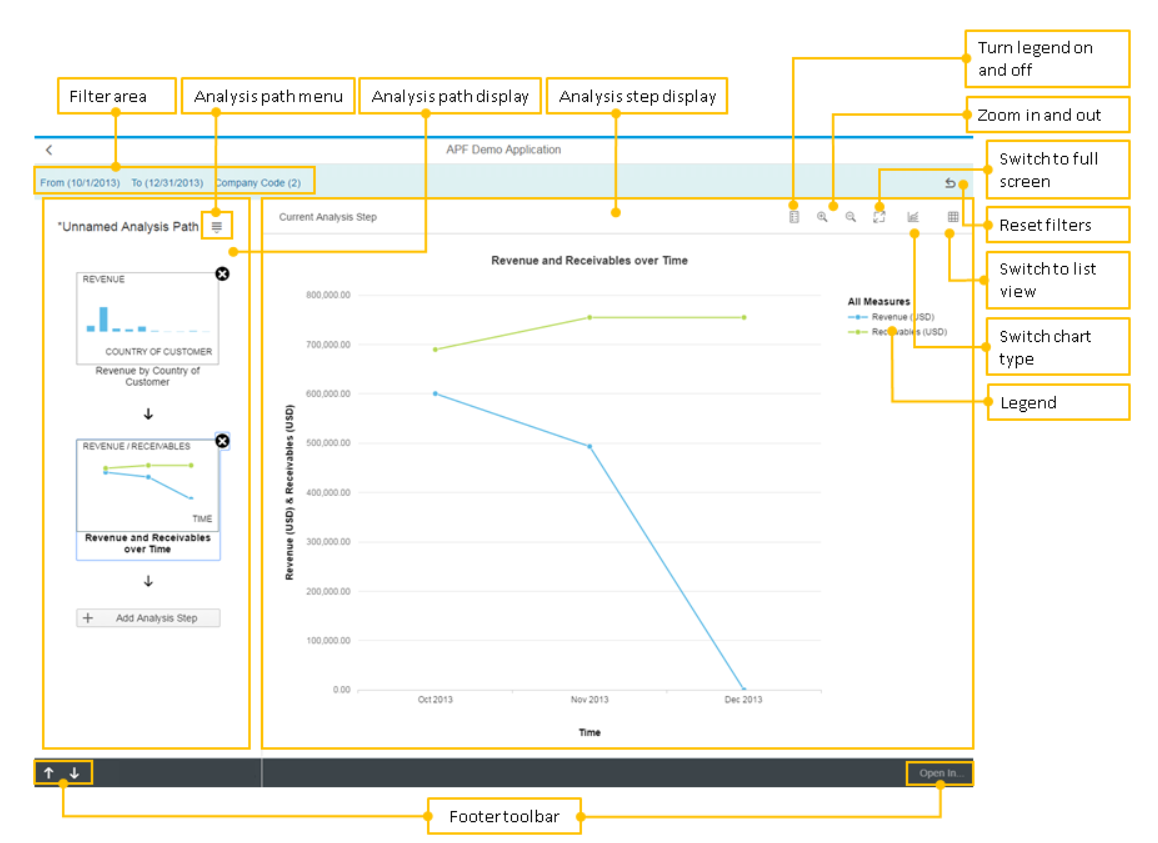 Turn legend on
and off
Filter area
Analysis path menu
Analysis path display
Analysis step display
Zoom in and out
APF Demo Application
Switch to full
screen
From (10/1/2013) To (12/31/2013) Company Code (2)
*Unnamed Analysis Path
Current Analysis Step
Reset filters
Revenue and Receivables over Time
Switch to list
view
REVENUE
COUNTRY OF CUSTOMER
Revenue by Country of
Customer
800,000.00
700,000.00
600,000.00
500,000.00
400,000.00
300,000.00
200,000.00
100,000.00
0.00
Revenue (USD) & Receivables (USD)
All Measures
Revenue (USD)
Receivables (USD)
Switch chart
type
Legend
REVENUE / RECEIVABLES
TIME
Revenue and Receivables
over Time
Add Analysis Step
Oct 2013
Nov 2013
Dec 2013
Time
Open In...
Footer toolbar